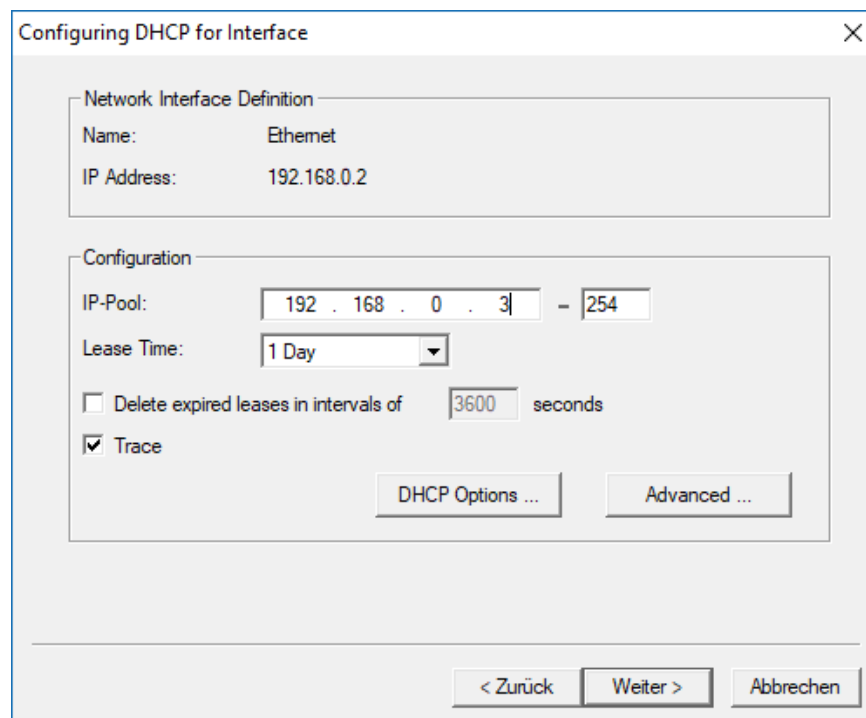 Configuring DHCP for Interface
Network Interface Definition
Name: Ethernet
IP Address: 192.168.0.2
Configuration
IP-Pool: 192 . 168 . 0 . 3 – 254
Lease Time: 1 Day
Delete expired leases in intervals of 3600 seconds
Trace
DHCP Options ... Advanced ...
< Zurück Weiter > Abbrechen